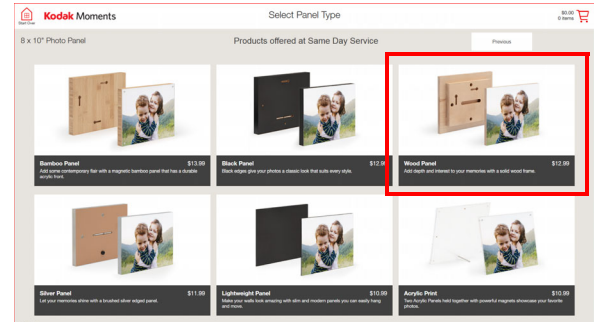 Kodak Moments
Select Panel Type
$0.00
0 items
Start Over
8 x 10" Photo Panel
Products offered at Same Day Service
Previous
Bamboo Panel $13.99
Add some contemporary flair with a magnetic bamboo panel that has a durable
acrylic front.
Black Panel $12.99
Black edges give your photos a classic look that suits every style.
Wood Panel $12.99
Add depth and interest to your memories with a solid wood frame.
Silver Panel $11.99
Let your memories shine with a brushed silver edged panel.
Lightweight Panel $10.99
Make your walls look amazing with slim and modern panels you can easily hang
and move.
Acrylic Print $10.99
Two Acrylic Panels held together with powerful magnets showcase your favorite
photos.